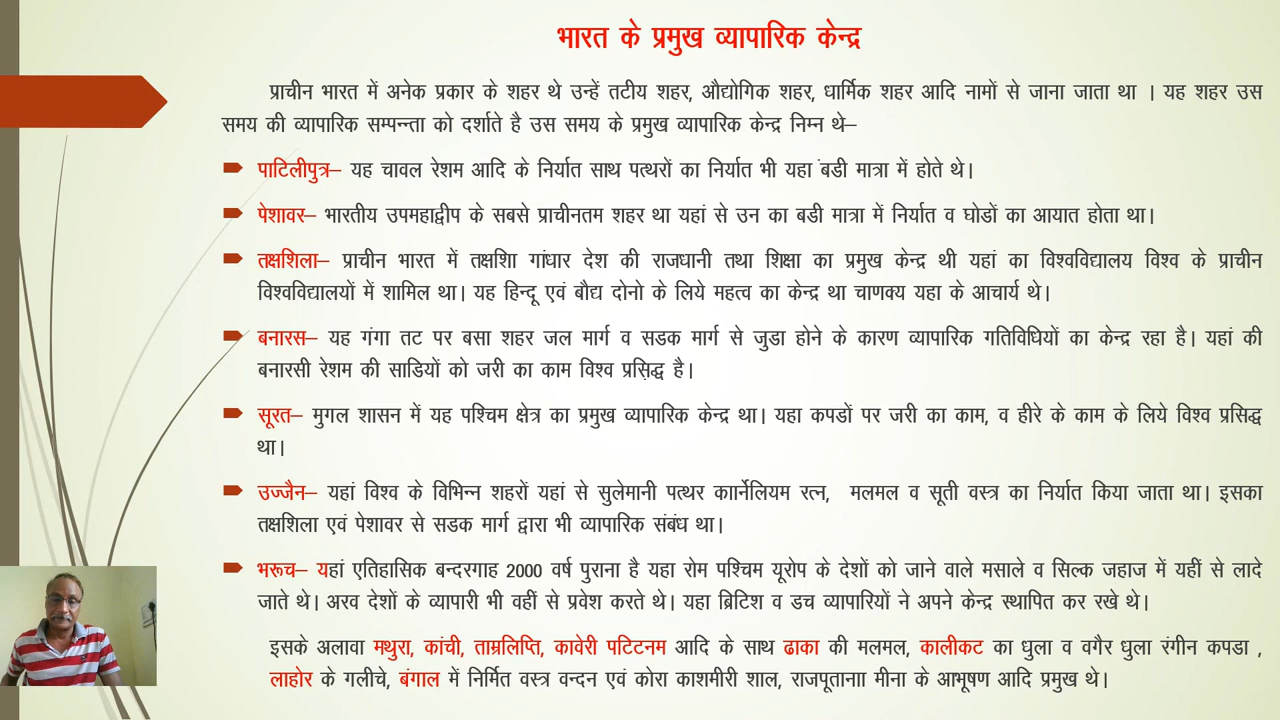 भारत के प्रमुख व्यापारिक केन्द्र
प्राचीन भारत में अनेक प्रकार के शहर थे उन्हें तटीय शहर, औद्योगिक शहर, धार्मिक शहर आदि नामों से जाना जाता था । यह शहर उस
समय की व्यापारिक सम्पन्न्ता को दर्शाते है उस समय के प्रमुख व्यापारिक केन्द्र निम्न थे–
पाटिलीपुत्र– यह चावल रेशम आदि के निर्यात साथ पत्थरों का निर्यात भी यहा बडी मात्रा में होते थे।
पेशावर– भारतीय उपमहाद्वीप के सबसे प्राचीनतम शहर था यहां से उन का बडी मात्रा में निर्यात व घोडों का आयात होता था।
तक्षशिला– प्राचीन भारत में तक्षशिा गांधार देश की राजधानी तथा शिक्षा का प्रमुख केन्द्र थी यहां का विश्वविद्यालय विश्व के प्राचीन
विश्वविद्यालयों में शामिल था। यह हिन्दू एवं बौद्य दोनो के लिये महत्व का केन्द्र था चाणक्य यहा के आचार्य थे।
बनारस– यह गंगा तट पर बसा शहर जल मार्ग व सडक मार्ग से जुडा होने के कारण व्यापारिक गतिविधियों का केन्द्र रहा है। यहां की
बनारसी रेशम की साडियों को जरी का काम विश्व प्रसिद्ध है।
सूरत– मुगल शासन में यह पश्चिम क्षेत्र का प्रमुख व्यापारिक केन्द्र था। यहा कपडों पर जरी का काम, व हीरे के काम के लिये विश्व प्रसिद्ध
था।
उज्जैन– यहां विश्व के विभिन्न शहरों यहां से सुलेमानी पत्थर काार्नेलियम रत्न, मलमल व सूती वस्त्र का निर्यात किया जाता था। इसका
तक्षशिला एवं पेशावर से सडक मार्ग द्वारा भी व्यापारिक संबंध था।
भरूच– यहां एतिहासिक बन्दरगाह 2000 वर्ष पुराना है यहा रोम पश्चिम यूरोप के देशों को जाने वाले मसाले व सिल्क जहाज में यहीं से लादे
जाते थे। अरव देशों के व्यापारी भी वहीं से प्रवेश करते थे। यहा ब्रिटिश व डच व्यापारियों ने अपने केन्द्र स्थापित कर रखे थे।
इसके अलावा मथुरा, कांची, ताम्रलिप्ति, कावेरी पटिटनम आदि के साथ ढाका की मलमल, कालीकट का धुला व वगैर धुला रंगीन कपडा ,
लाहोर के गलीचे, बंगाल में निर्मित वस्त्र वन्दन एवं कोरा काशमीरी शाल, राजपूतानाा मीना के आभूषण आदि प्रमुख थे।